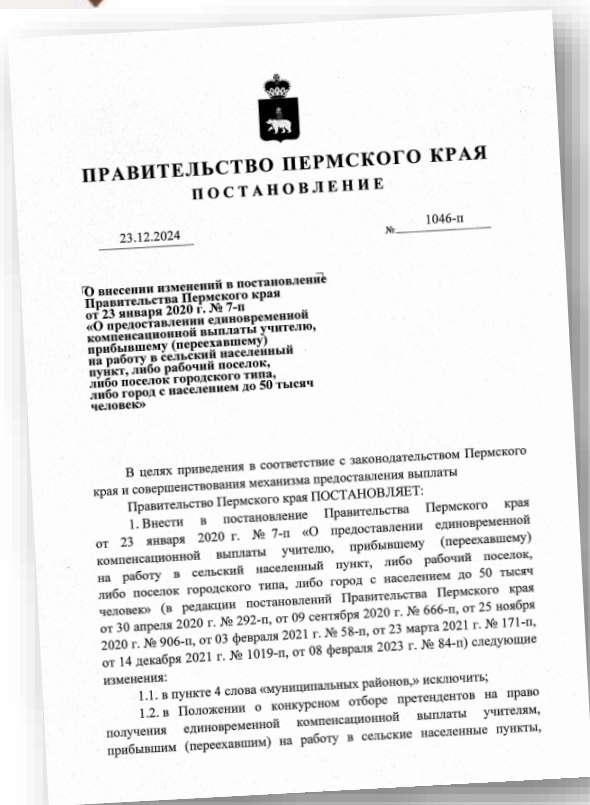 ПРАВИТЕЛЬСТВО ПЕРМСКОГО КРАЯ
ПОСТАНОВЛЕНИЕ
23.12.2024
№ 1046-п
О внесении изменений в постановление
Правительства Пермского края
от 23 января 2020 г. № 7-п
«О предоставлении единовременной
компенсационной выплаты учителю,
прибывшему (переехавшему)
на работу в сельский населенный
пункт, либо рабочий поселок,
либо поселок городского типа,
либо город с населением до 50 тысяч
человек»
В целях приведения в соответствие с законодательством Пермского
края и совершенствования механизма предоставления выплаты
Правительство Пермского края ПОСТАНОВЛЯЕТ:
1. Внести в постановление Правительства Пермского края
от 23 января 2020 г. № 7-п «О предоставлении единовременной
компенсационной выплаты учителю, прибывшему (переехавшему)
на работу в сельский населенный пункт, либо рабочий поселок,
либо поселок городского типа, либо город с населением до 50 тысяч
человек» (в редакции постановлений Правительства Пермского края
от 30 апреля 2020 г. № 292-п, от 09 сентября 2020 г. № 666-п, от 25 ноября
2020 г. № 906-п, от 03 февраля 2021 г. № 58-п, от 23 марта 2021 г. № 171-п,
от 14 декабря 2021 г. № 1019-п, от 08 февраля 2023 г. № 84-п) следующие
изменения:
1.1. в пункте 4 слова «муниципальных районов,» исключить;
1.2. в Положении о конкурсном отборе претендентов на право
получения единовременной компенсационной выплаты учителям,
прибывшим (переехавшим) на работу в сельские населенные пункты,